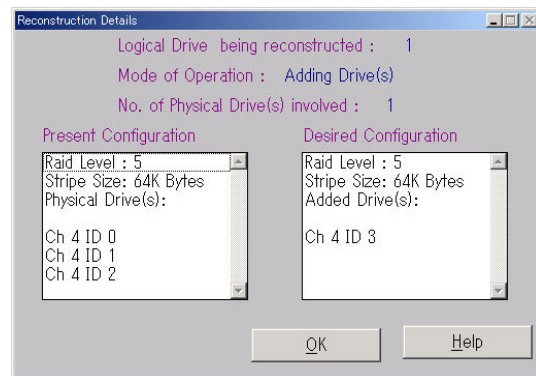 Reconstruction Details
Logical Drive being reconstructed : 1
Mode of Operation : Adding Drive(s)
No. of Physical Drive(s) involved : 1
Present Configuration
Raid Level : 5
Stripe Size: 64K Bytes
Physical Drive(s):
Ch 4 ID 0
Ch 4 ID 1
Ch 4 ID 2
Desired Configuration
Raid Level : 5
Stripe Size: 64K Bytes
Added Drive(s):
Ch 4 ID 3
OK
Help